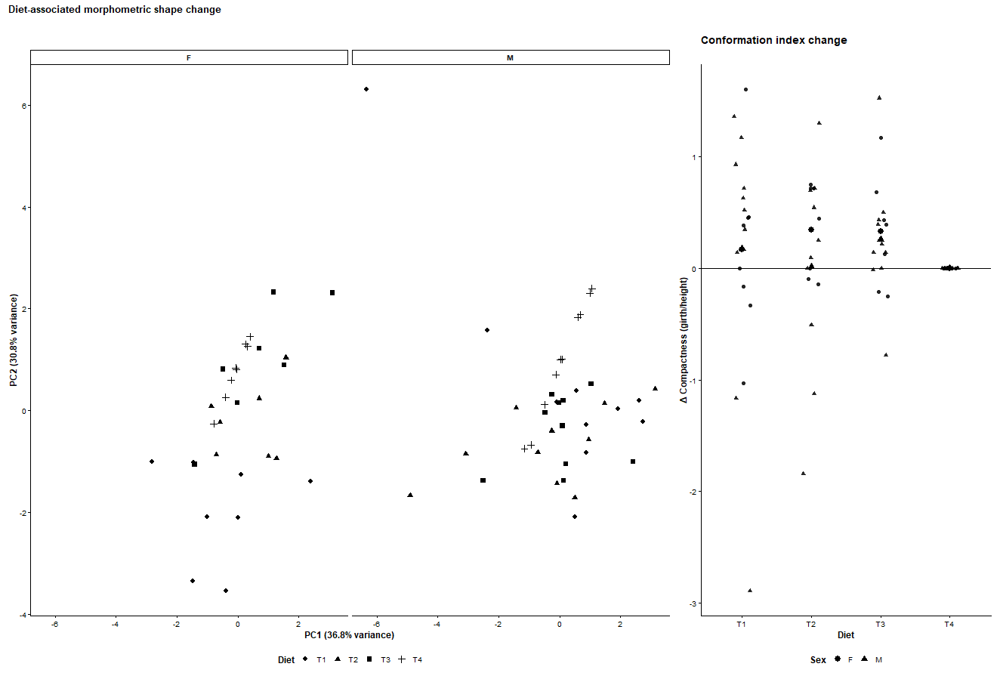 Diet-associated morphometric shape change
Conformation index change
F
M
6
4
2
0
-2
-4
PC2 (30.8% variance)
-6
-4
-2
0
2
-6
-4
-2
0
2
PC1 (36.8% variance)
Diet T1 T2 T3 T4
1
0
-1
-2
-3
Δ Compactness (girth/height)
T1
T2
T3
T4
Diet
Sex F M